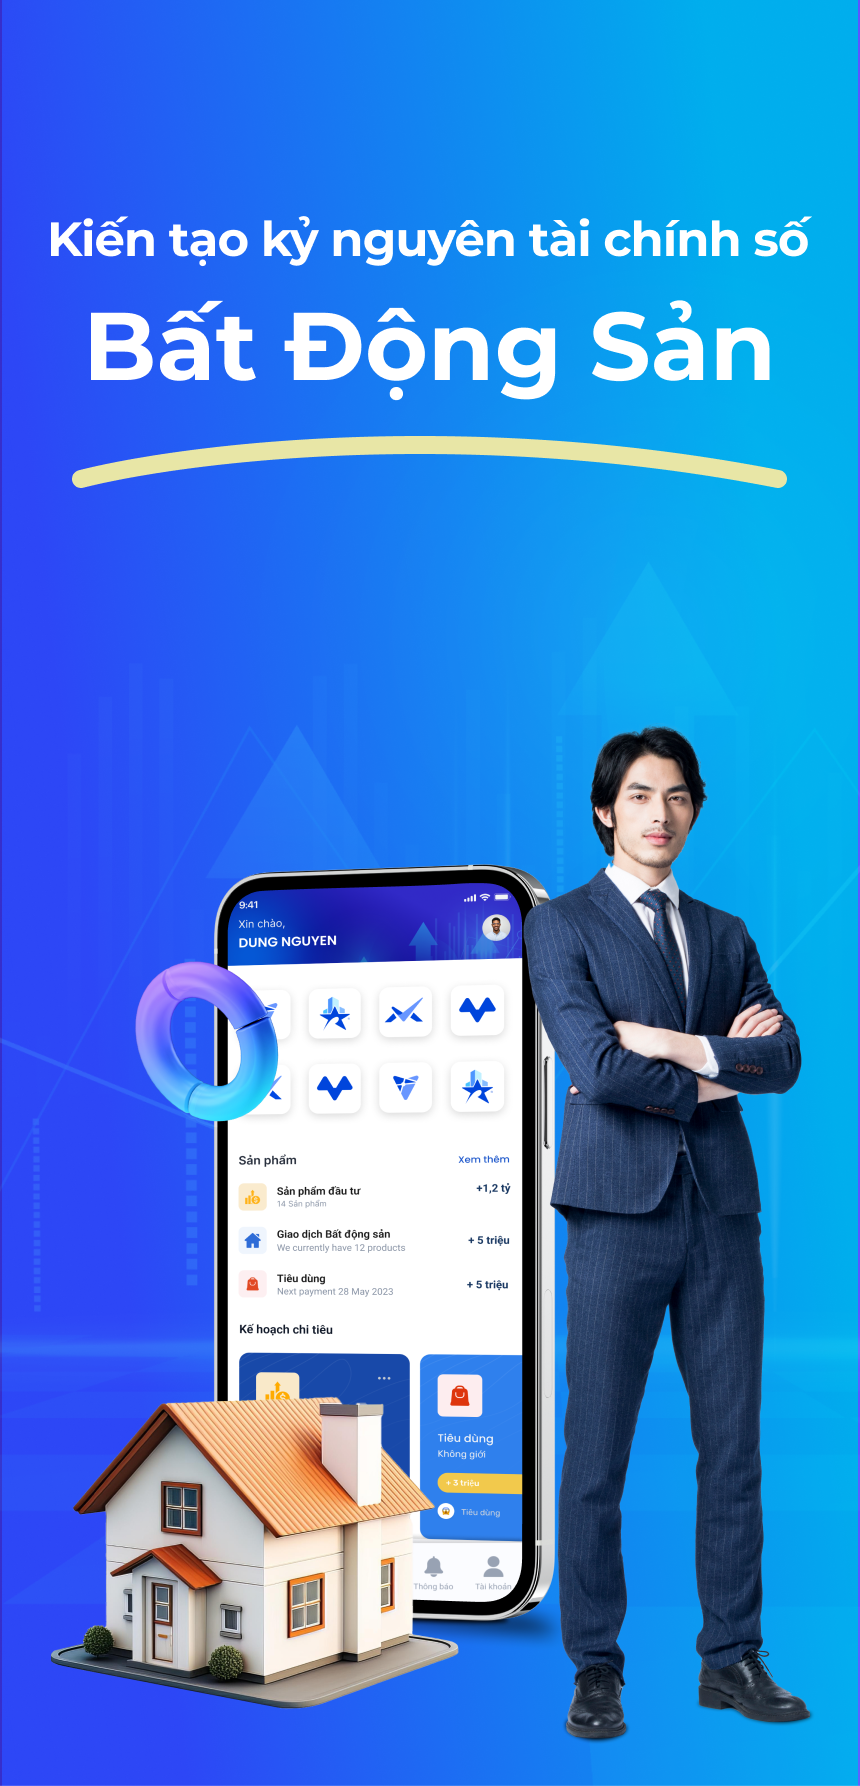 Kiến tạo kỷ nguyên tài chính số
Bất Động Sản
9:41
Xin chào,
DUNG NGUYEN
Sản phẩm
Xem thêm
Sản phẩm đầu tư
+1,2 tỷ
14 Sản phẩm
Giao dịch Bất động sản
+ 5 triệu
We currently have 12 products
Tiêu dùng
+ 5 triệu
Next payment 28 May 2023
Kế hoạch chi tiêu
Tiêu dùng
Không giới
+ 3 triệu
Tiêu dùng
Thông báo
Tài khoản